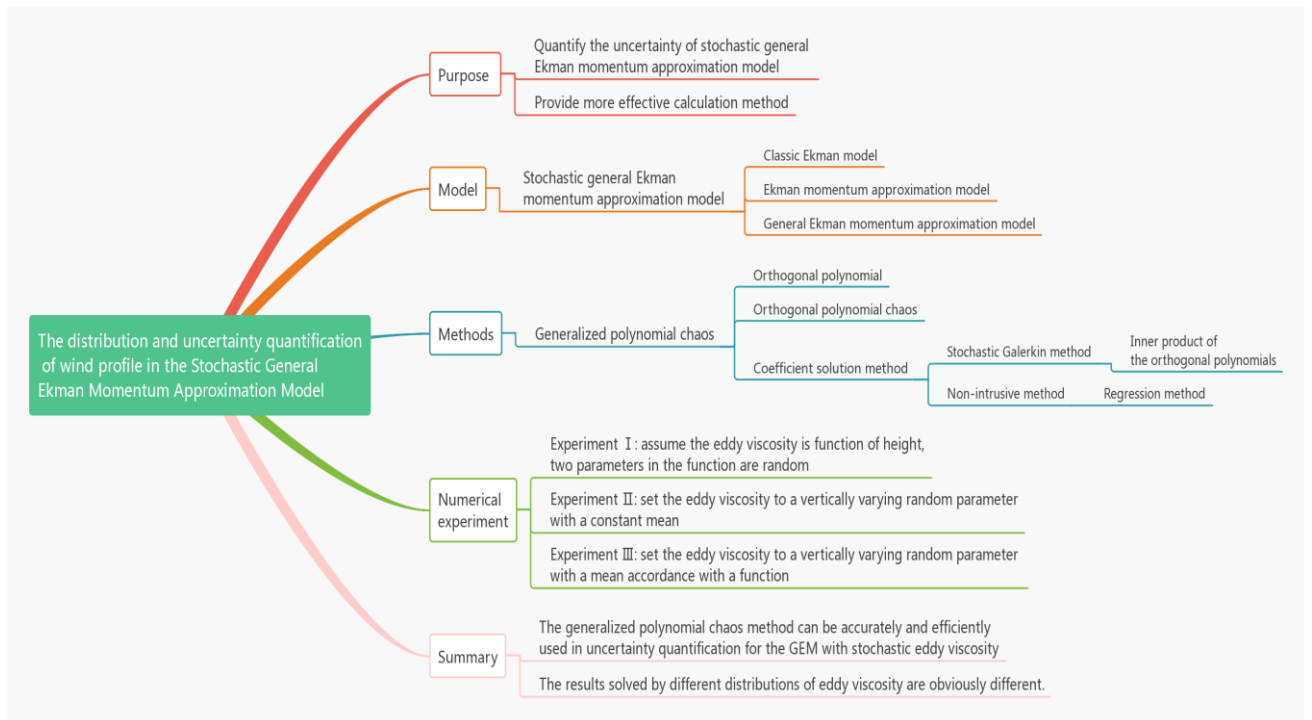 The distribution and uncertainty quantification
of wind profile in the Stochastic General
Ekman Momentum Approximation Model
Purpose
Quantify the uncertainty of stochastic general
Ekman momentum approximation model
Provide more effective calculation method
Model
Stochastic general Ekman
momentum approximation model
Classic Ekman model
Ekman momentum approximation model
General Ekman momentum approximation model
Methods
Generalized polynomial chaos
Orthogonal polynomial
Orthogonal polynomial chaos
Coefficient solution method
Stochastic Galerkin method
Inner product of
the orthogonal polynomials
Non-intrusive method
Regression method
Numerical
experiment
Experiment Ⅰ: assume the eddy viscosity is function of height,
two parameters in the function are random
Experiment Ⅱ: set the eddy viscosity to a vertically varying random parameter
with a constant mean
Experiment Ⅲ: set the eddy viscosity to a vertically varying random parameter
with a mean accordance with a function
Summary
The generalized polynomial chaos method can be accurately and efficiently
used in uncertainty quantification for the GEM with stochastic eddy viscosity
The results solved by different distributions of eddy viscosity are obviously different.